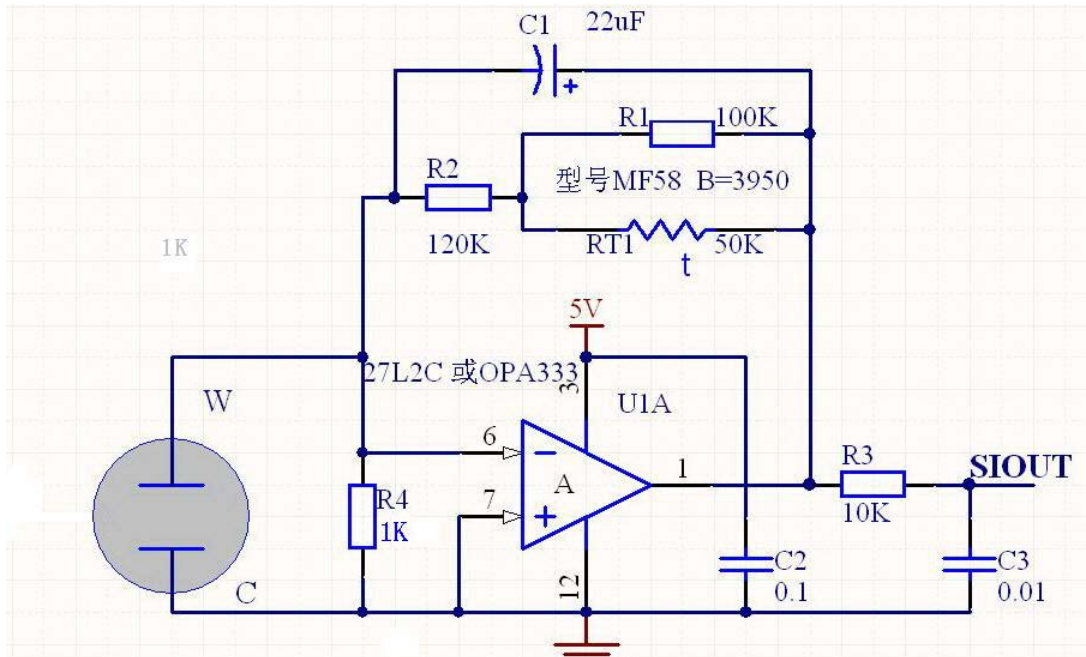 C1 22uF
R1 100K
R2
型号MF58 B=3950
1K
120K
RT1 50K
t
5V
27L2C 或OPA333
3
U1A
W
6
A
1
R3
SIOUT
R4
7
1K
10K
C2
C3
C
12
0.1
0.01